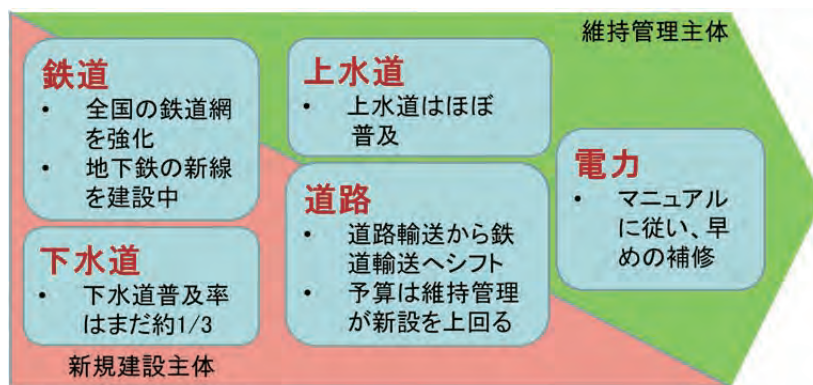 維持管理主体
鉄道
• 全国の鉄道網
を強化
• 地下鉄の新線
を建設中
下水道
• 下水道普及率
はまだ約1/3
上水道
• 上水道はほぼ
普及
道路
• 道路輸送から鉄
道輸送へシフト
• 予算は維持管理
が新設を上回る
電力
• マニュアル
に従い、早
めの補修
新規建設主体